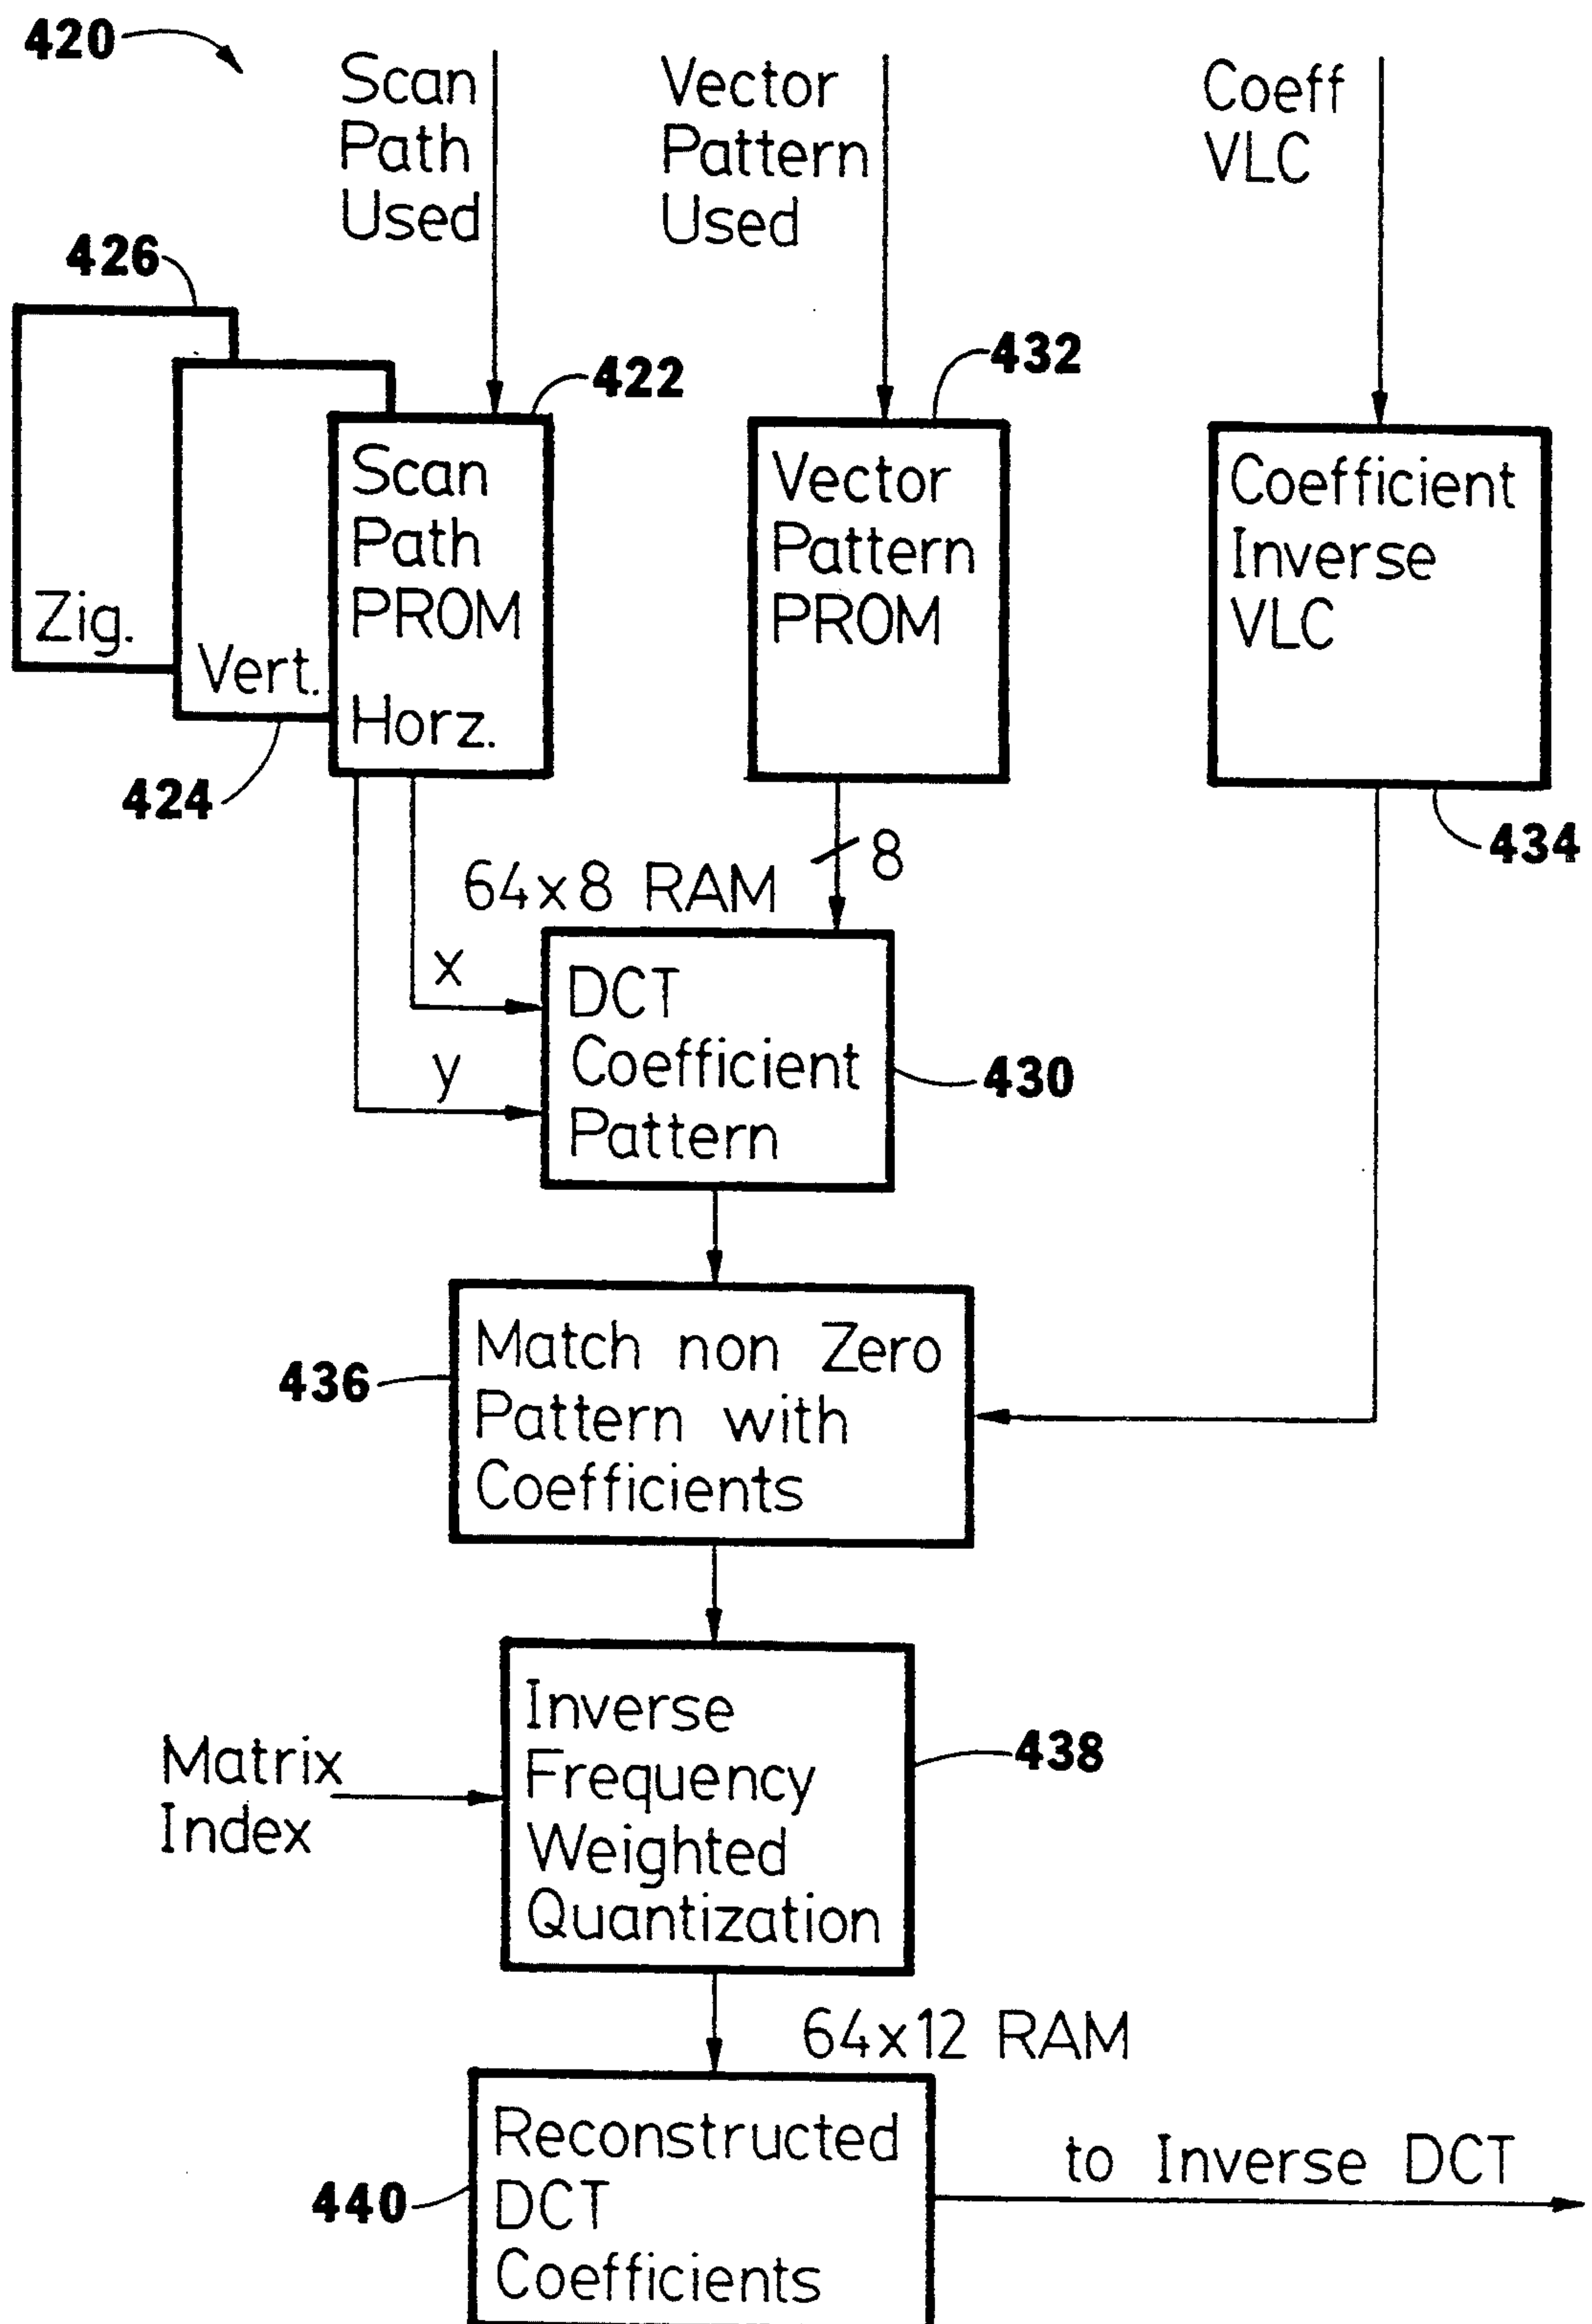 420
Scan
Path
Used
Vector
Pattern
Used
Coeff
VLC
426
422
432
Scan
Path
PROM
Horz.
Zig.
Vert.
424
Vector
Pattern
PROM
Coefficient
Inverse
VLC
434
8
64x8 RAM
x
y
DCT
Coefficient
Pattern
430
436
Match non Zero
Pattern with
Coefficients
Matrix
Index
Inverse
Frequency
Weighted
Quantization
438
64x12 RAM
440
Reconstructed
DCT
Coefficients
to Inverse DCT